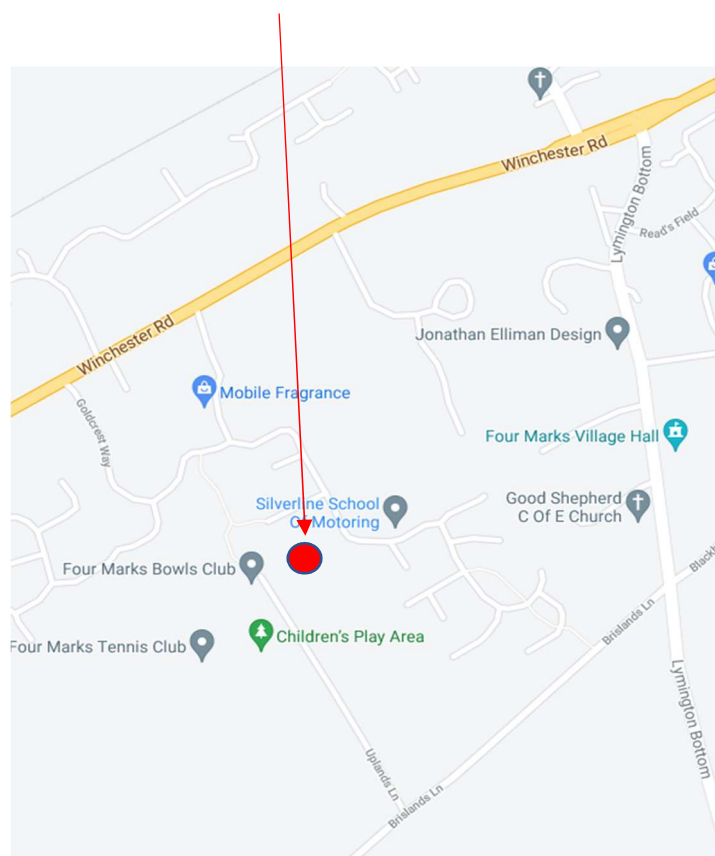 Winchester Rd
Lymington Bottom
Read's Field
Jonathan Elliman Design
Winchester Rd
Mobile Fragrance
Goldcrest Way
Four Marks Village Hall
Silverline School
Of Motoring
Good Shepherd
C Of E Church
Four Marks Bowls Club
Brislands Ln
Children's Play Area
Four Marks Tennis Club
Lymington Bottom
Uplands Ln
Brislands Ln